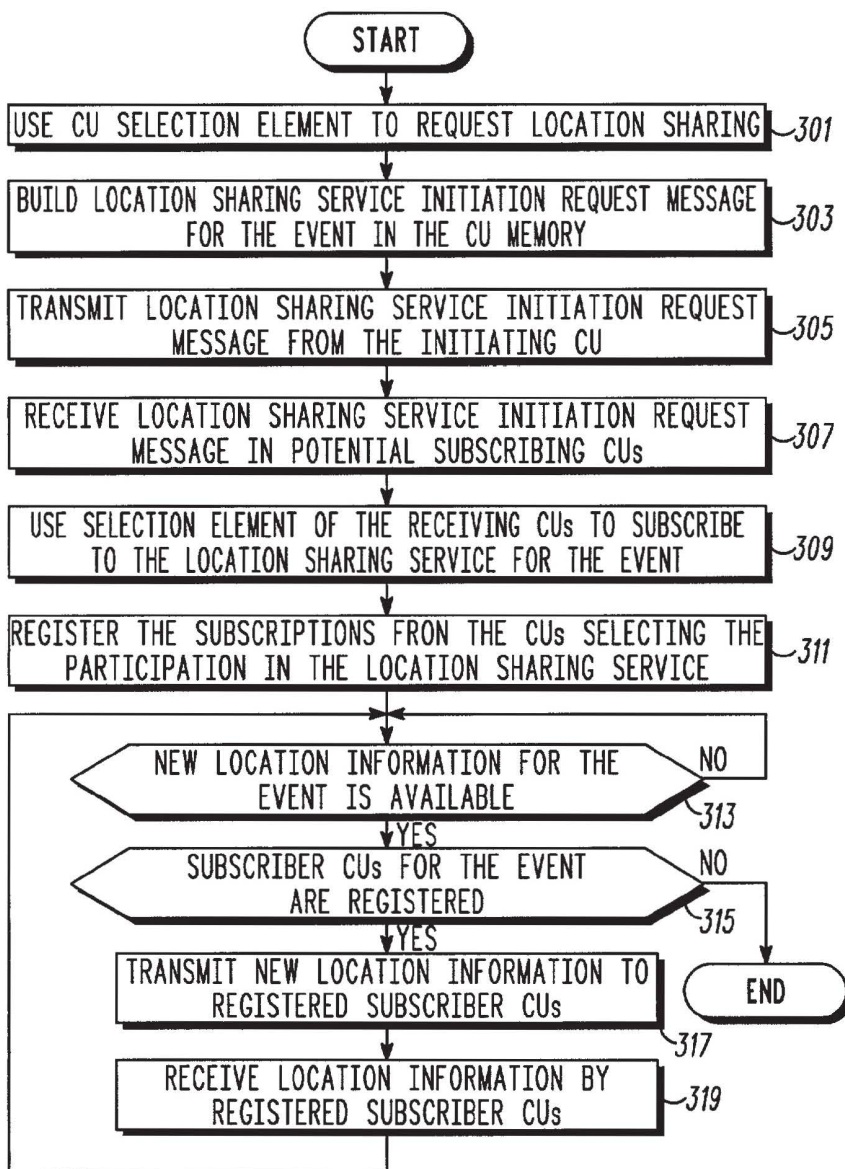 START
USE CU SELECTION ELEMENT TO REQUEST LOCATION SHARING
301
BUILD LOCATION SHARING SERVICE INITIATION REQUEST MESSAGE
FOR THE EVENT IN THE CU MEMORY
303
TRANSMIT LOCATION SHARING SERVICE INITIATION REQUEST
MESSAGE FROM THE INITIATING CU
305
RECEIVE LOCATION SHARING SERVICE INITIATION REQUEST
MESSAGE IN POTENTIAL SUBSCRIBING CUs
307
USE SELECTION ELEMENT OF THE RECEIVING CUs TO SUBSCRIBE
TO THE LOCATION SHARING SERVICE FOR THE EVENT
309
REGISTER THE SUBSCRIPTIONS FRON THE CUs SELECTING THE
PARTICIPATION IN THE LOCATION SHARING SERVICE
311
NEW LOCATION INFORMATION FOR THE
EVENT IS AVAILABLE
NO
313
YES
SUBSCRIBER CUs FOR THE EVENT
ARE REGISTERED
NO
315
YES
TRANSMIT NEW LOCATION INFORMATION TO
REGISTERED SUBSCRIBER CUs
317
END
RECEIVE LOCATION INFORMATION BY
REGISTERED SUBSCRIBER CUs
319